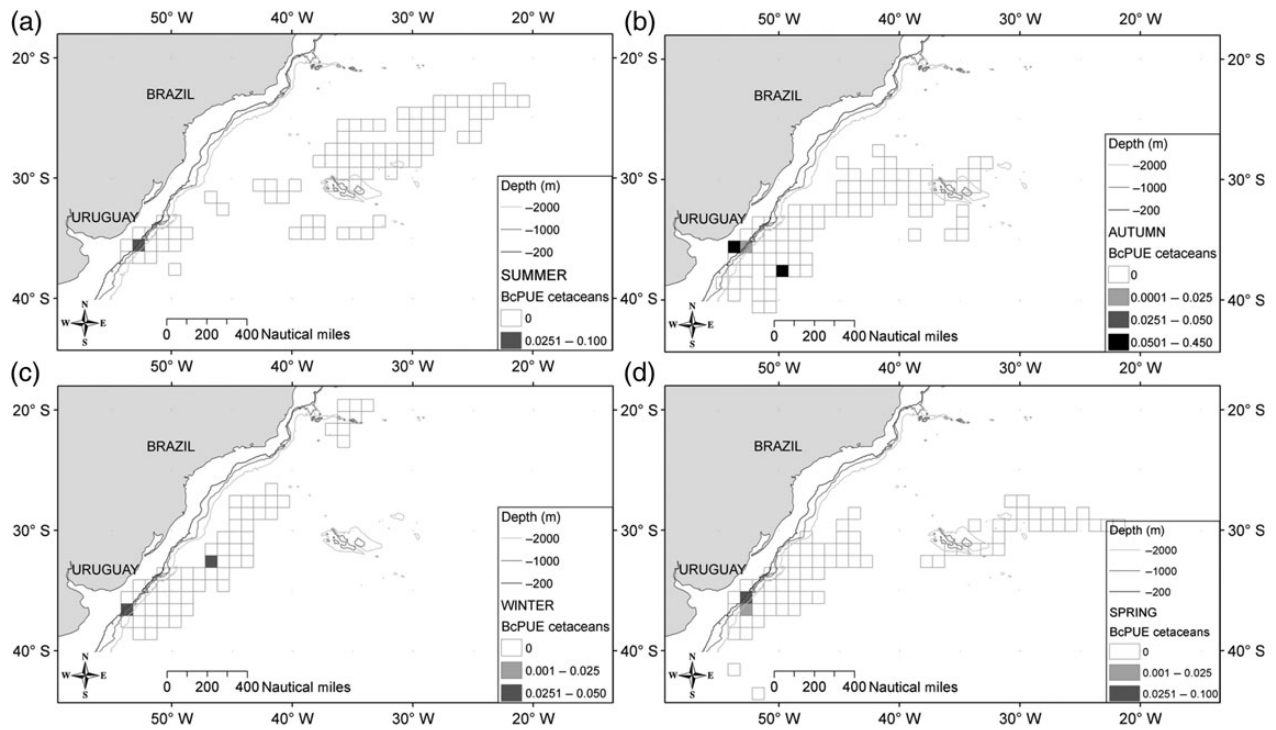 (a)
50° W 40° W 30° W 20° W
20° S
30° S
40° S
BRAZIL
URUGUAY
N
W E
S
0 200 400 Nautical miles
Depth (m)
–2000
–1000
–200
SUMMER
BcPUE cetaceans
0
0.0251 – 0.100
(b)
50° W 40° W 30° W 20° W
BRAZIL
URUGUAY
N
W E
S
0 200 400 Nautical miles
Depth (m)
–2000
–1000
–200
AUTUMN
BcPUE cetaceans
0
0.0001 – 0.025
0.0251 – 0.050
0.0501 – 0.450
20° S
30° S
40° S
(c)
50° W 40° W 30° W 20° W
20° S
30° S
40° S
BRAZIL
URUGUAY
N
W E
S
0 200 400 Nautical miles
Depth (m)
–2000
–1000
–200
WINTER
BcPUE cetaceans
0
0.001 – 0.025
0.0251 – 0.050
50° W 40° W 30° W 20° W
(d)
50° W 40° W 30° W 20° W
BRAZIL
URUGUAY
N
W E
S
0 200 400 Nautical miles
Depth (m)
–2000
–1000
–200
SPRING
BcPUE cetaceans
0
0.001 – 0.025
0.0251 – 0.100
20° S
30° S
40° S
50° W 40° W 30° W 20° W